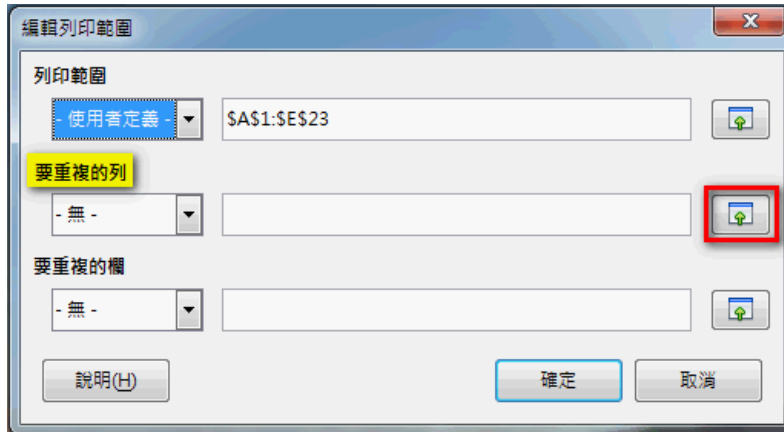 編輯列印範圍
列印範圍
- 使用者定義 - $A$1:$E$23
要重複的列
- 無 -
要重複的欄
- 無 -
說明(H) 確定 取消